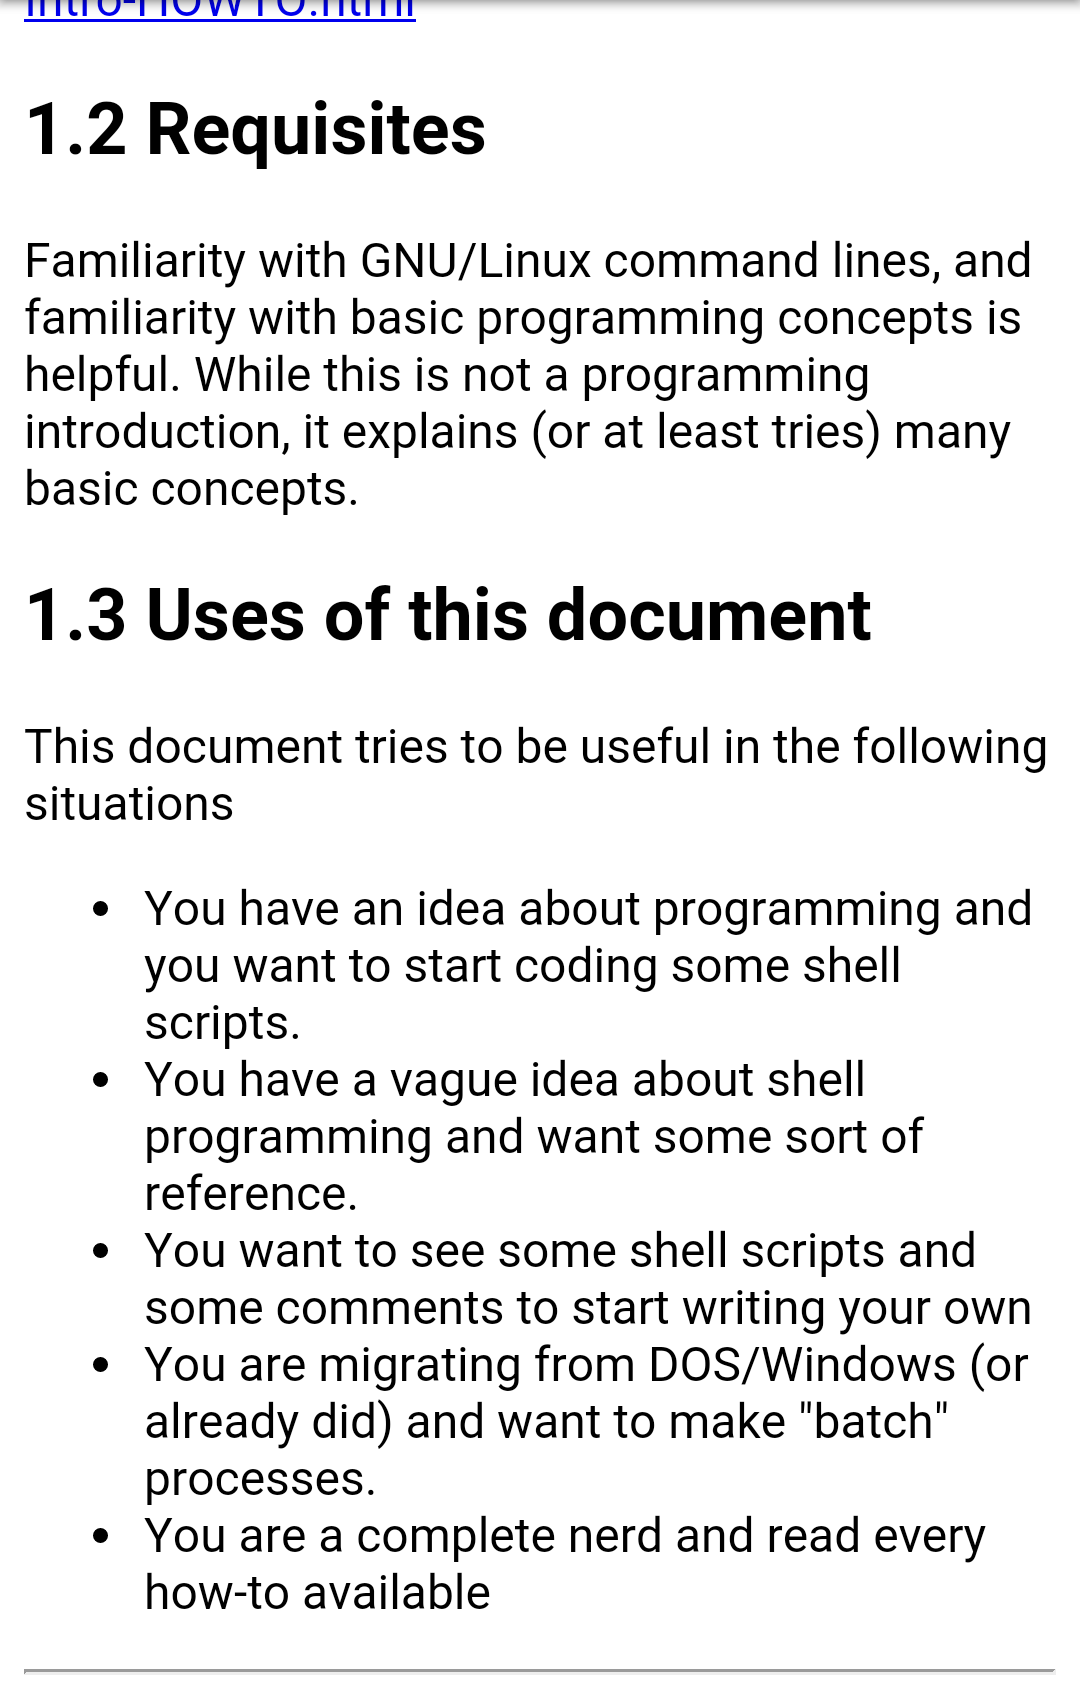 Intro-HOWTO.html
1.2 Requisites
Familiarity with GNU/Linux command lines, and
familiarity with basic programming concepts is
helpful. While this is not a programming
introduction, it explains (or at least tries) many
basic concepts.
1.3 Uses of this document
This document tries to be useful in the following
situations
• You have an idea about programming and
you want to start coding some shell
scripts.
• You have a vague idea about shell
programming and want some sort of
reference.
• You want to see some shell scripts and
some comments to start writing your own
• You are migrating from DOS/Windows (or
already did) and want to make "batch"
processes.
• You are a complete nerd and read every
how-to available